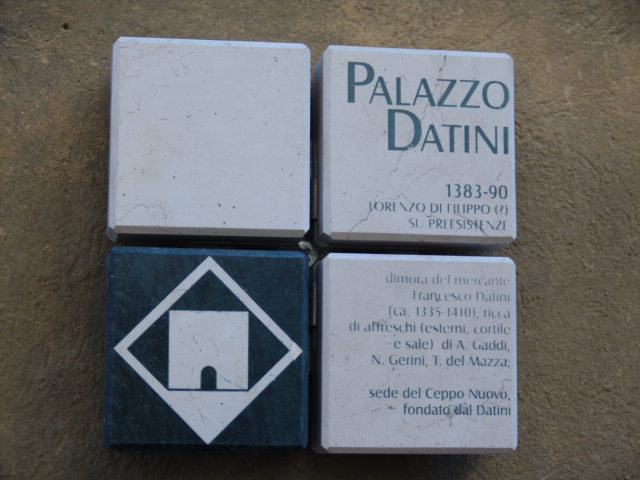 PALAZZO
DATINI
1383-90
LORENZO DI FILIPPO (?)
SU PREESISTENZE
dimora del mercante
Francesco Datini
(ca. 1335-1410), ricca
di affreschi (esterni, cortile
e sale) di A. Gaddi,
N. Gerini, T. del Mazza;
sede del Ceppo Nuovo,
fondato dal Datini